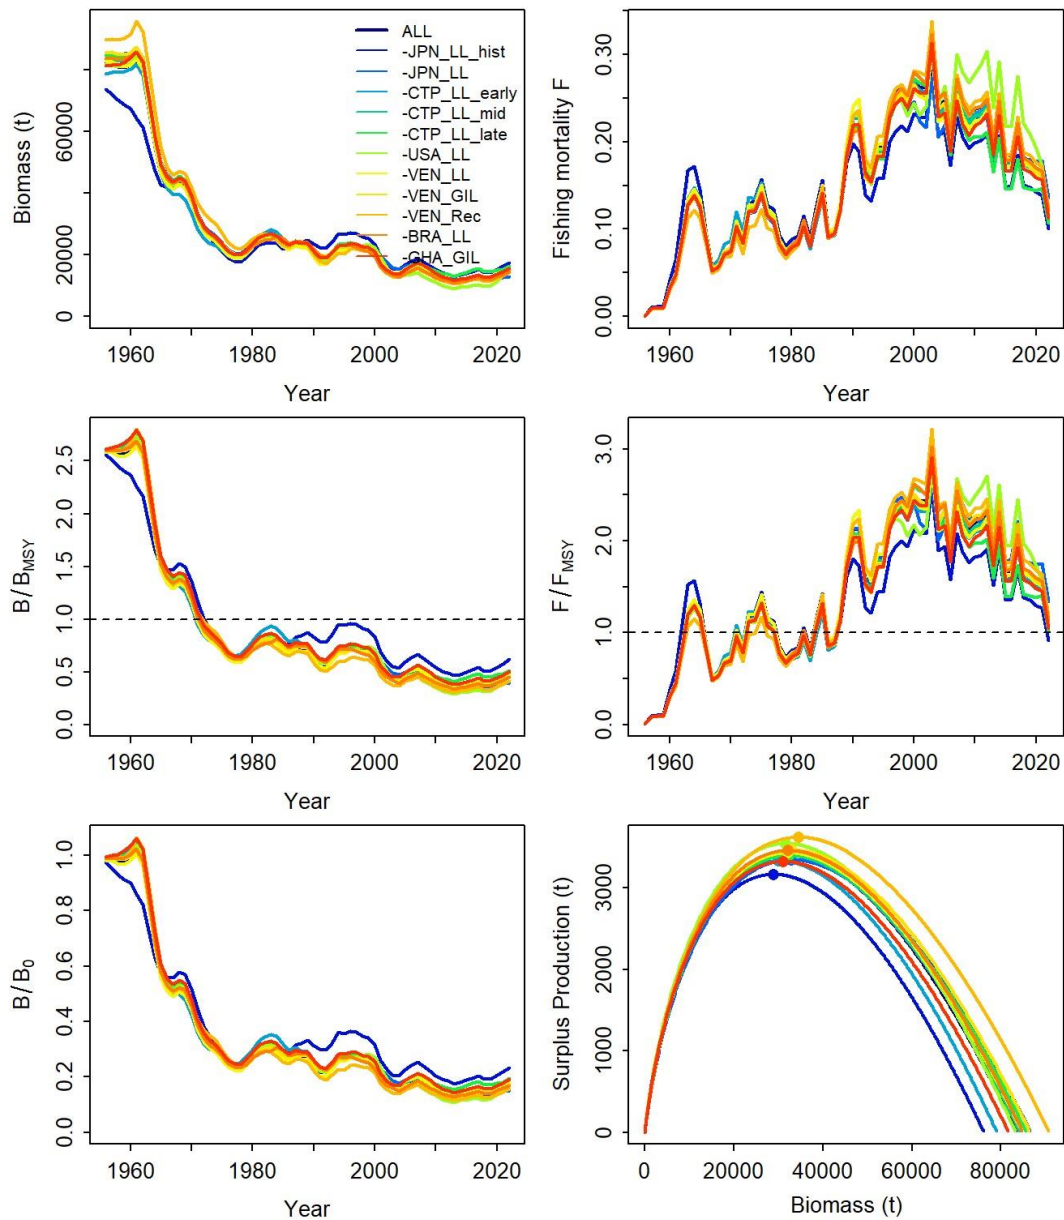 ALL
-JPN_LL_hist
-JPN_LL
-CTP_LL_early
-CTP_LL_mid
-CTP_LL_late
-USA_LL
-VEN_LL
-VEN_GIL
-VEN_Rec
-BRA_LL
-GHA_GIL
Biomass (t)
0
20000
60000
1960
1980
2000
2020
Year
Fishing mortality F
0.00
0.10
0.20
0.30
1960
1980
2000
2020
Year
B/BMSY
0.0
0.5
1.0
1.5
2.0
2.5
1960
1980
2000
2020
Year
F/FMSY
0.0
1.0
2.0
3.0
1960
1980
2000
2020
Year
B/B0
0.0
0.2
0.4
0.6
0.8
1.0
1960
1980
2000
2020
Year
Surplus Production (t)
0
1000
2000
3000
0
20000
40000
60000
80000
Biomass (t)